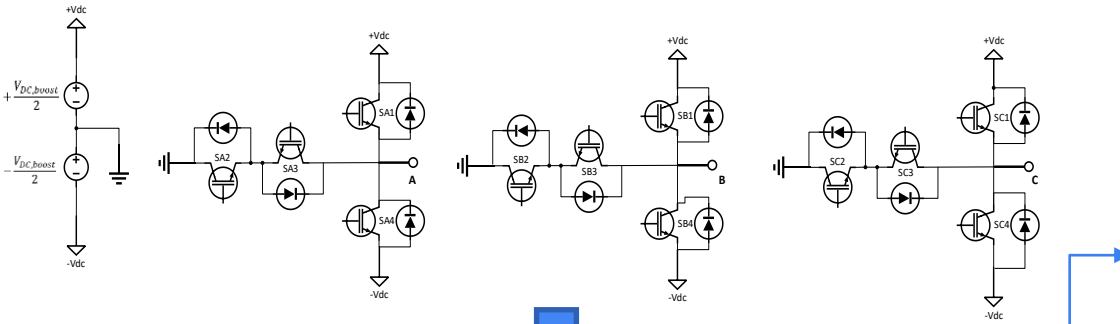 +Vdc
+ V_DC,boost / 2
- V_DC,boost / 2
-Vdc
+Vdc
SA1
SA2
SA3
A
SA4
-Vdc
+Vdc
SB1
SB2
SB3
B
SB4
-Vdc
+Vdc
SC1
SC2
SC3
C
SC4
-Vdc